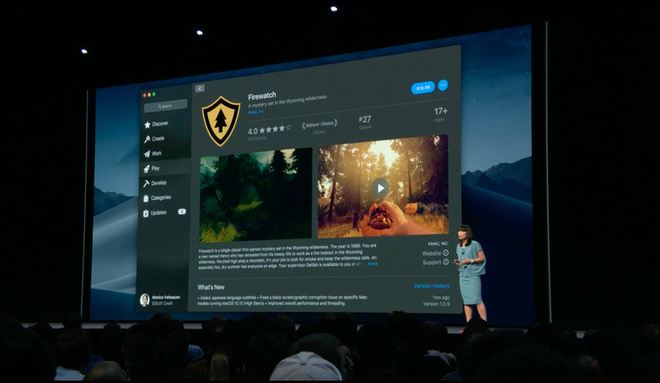 Search
Discover
Create
Work
Play
Develop
Categories
Updates
2
Monica Velasquez
Firewatch
A mystery set in the Wyoming wilderness.
Panic, Inc.
$19.99
4.0 ★★★★☆
Editors' Choice
#27
17+
Firewatch is a single-player first-person mystery set in the Wyoming wilderness. The year is 1989. You are
a man named Henry who has retreated from his messy life to work as a fire lookout in the Wyoming
wilderness. Perched high atop a mountain, it's your job to look for smoke and keep the wilderness safe. An
especially hot, dry summer has everyone on edge. Your supervisor Delilah is available to you at
more
PANIC, INC.
Website
Support
What's New
Version History
• Added Japanese language subtitles • Fixed a black screen/graphic corruption issue on specific Mac
models running macOS 10.13 (High Sierra) • Improved overall performance and threading
1mo ago
Version 1.0.9